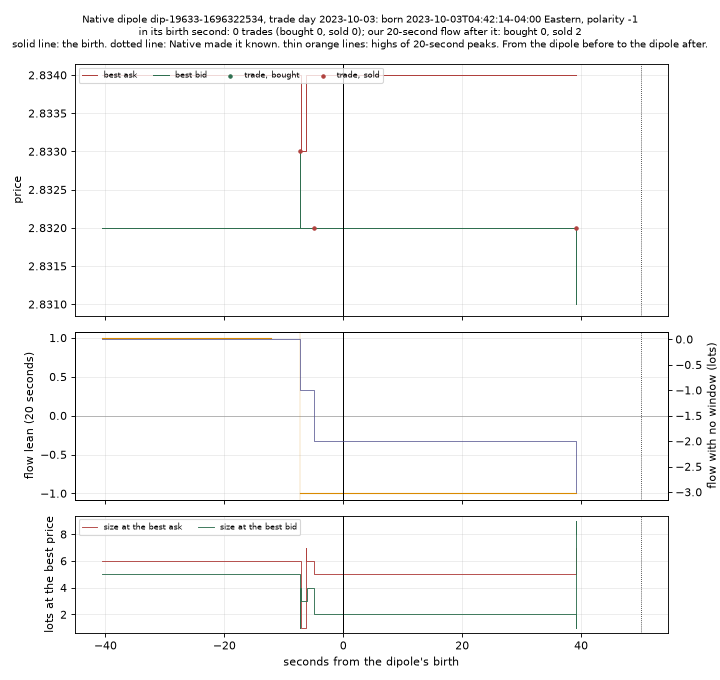 Native dipole dip-19633-1696322534, trade day 2023-10-03: born 2023-10-03T04:42:14-04:00 Eastern, polarity -1
in its birth second: 0 trades (bought 0, sold 0); our 20-second flow after it: bought 0, sold 2
solid line: the birth. dotted line: Native made it known. thin orange lines: highs of 20-second peaks. From the dipole before to the dipole after.
best ask best bid trade, bought trade, sold
2.8340
2.8335
2.8330
2.8325
2.8320
2.8315
2.8310
price
1.0
0.5
0.0
−0.5
−1.0
flow lean (20 seconds)
0.0
−0.5
−1.0
−1.5
−2.0
−2.5
−3.0
flow with no window (lots)
size at the best ask size at the best bid
8
6
4
2
lots at the best price
−40 −20 0 20 40
seconds from the dipole's birth